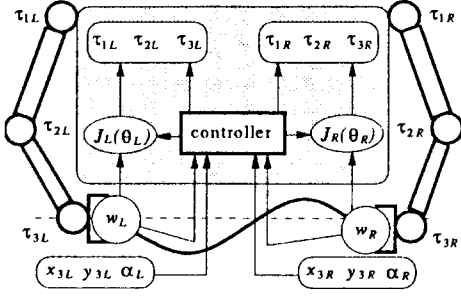 τ1L τ1L τ2L τ3L τ1R τ2R τ3R τ1R
τ2L JL(θL) controller JR(θR) τ2R
τ3L wL wR τ3R
x3L y3L αL x3R y3R αR